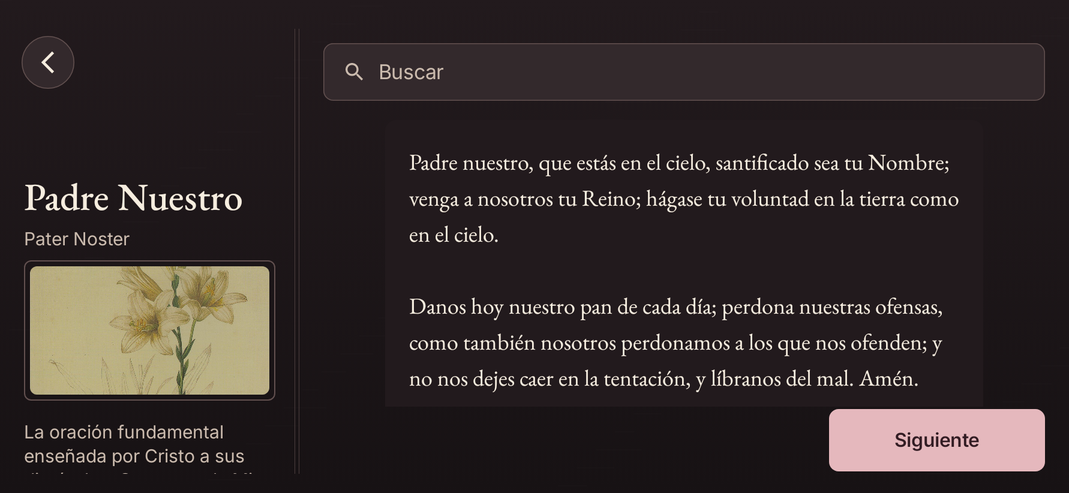 Padre Nuestro
Pater Noster
La oración fundamental
enseñada por Cristo a sus
Buscar
Padre nuestro, que estás en el cielo, santificado sea tu Nombre;
venga a nosotros tu Reino; hágase tu voluntad en la tierra como
en el cielo.
Danos hoy nuestro pan de cada día; perdona nuestras ofensas,
como también nosotros perdonamos a los que nos ofenden; y
no nos dejes caer en la tentación, y líbranos del mal. Amén.
Siguiente